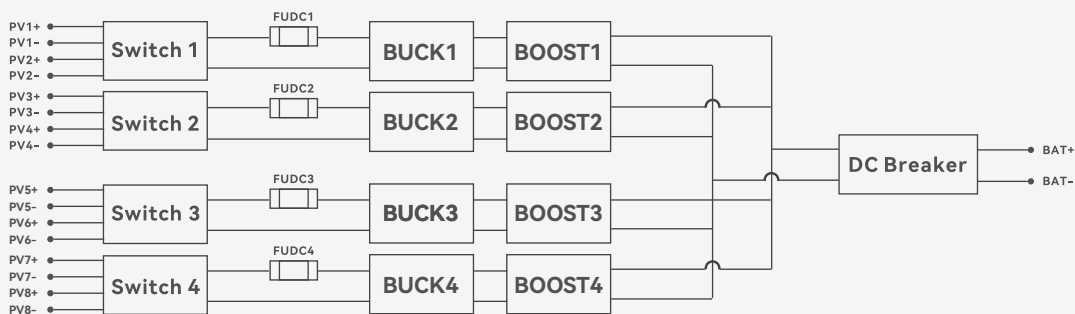 PV1+
PV1-
PV2+
PV2-
Switch 1
FUDC1
BUCK1
BOOST1
PV3+
PV3-
PV4+
PV4-
Switch 2
FUDC2
BUCK2
BOOST2
PV5+
PV5-
PV6+
PV6-
Switch 3
FUDC3
BUCK3
BOOST3
PV7+
PV7-
PV8+
PV8-
Switch 4
FUDC4
BUCK4
BOOST4
DC Breaker
BAT+
BAT-